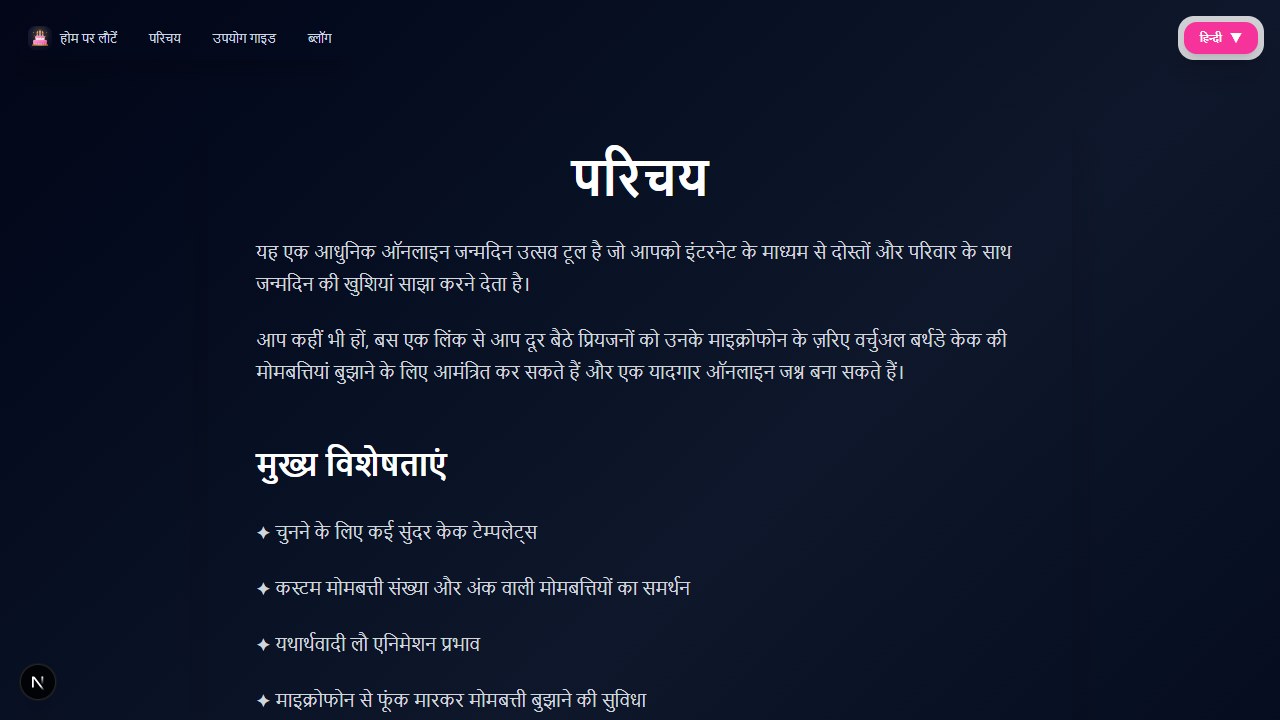 होम पर लौटें
परिचय
उपयोग गाइड
ब्लॉग
हिन्दी ▼
परिचय
यह एक आधुनिक ऑनलाइन जन्मदिन उत्सव टूल है जो आपको इंटरनेट के माध्यम से दोस्तों और परिवार के साथ
जन्मदिन की खुशियां साझा करने देता है।
आप कहीं भी हों, बस एक लिंक से आप दूर बैठे प्रियजनों को उनके माइक्रोफोन के ज़रिए वर्चुअल बर्थडे केक की
मोमबत्तियां बुझाने के लिए आमंत्रित कर सकते हैं और एक यादगार ऑनलाइन जश्न बना सकते हैं।
मुख्य विशेषताएं
✦ चुनने के लिए कई सुंदर केक टेम्पलेट्स
✦ कस्टम मोमबत्ती संख्या और अंक वाली मोमबत्तियों का समर्थन
✦ यथार्थवादी लौ एनिमेशन प्रभाव
✦ माइक्रोफोन से फूंक मारकर मोमबत्ती बुझाने की सुविधा
N